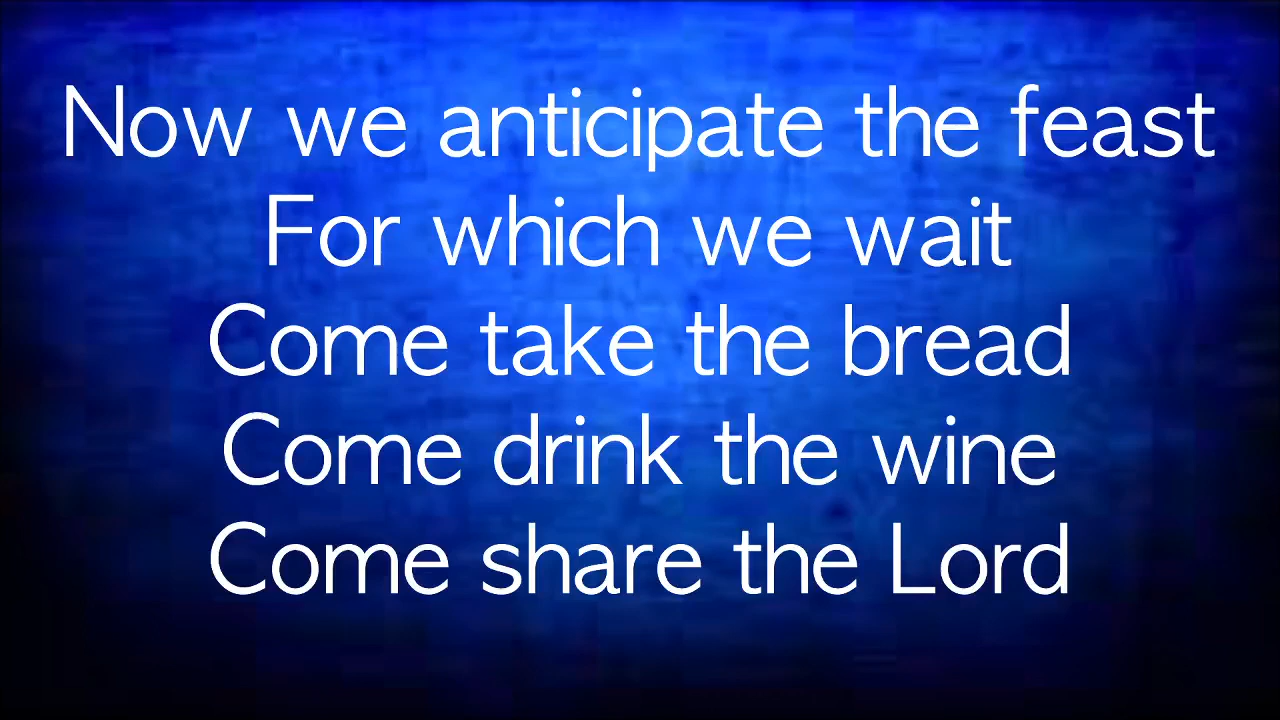 Now we anticipate the feast
For which we wait
Come take the bread
Come drink the wine
Come share the Lord